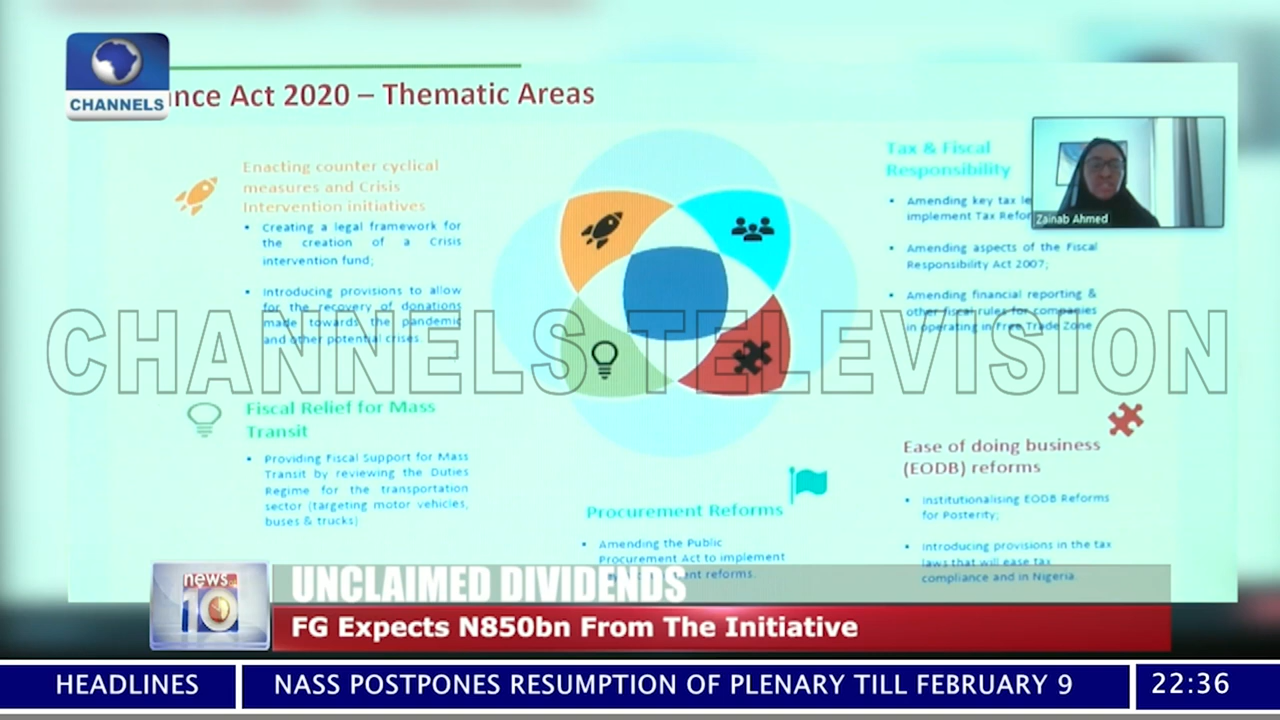 CHANNELS
nce Act 2020 – Thematic Areas
Enacting counter cyclical
measures and Crisis
Intervention initiatives
• Creating a legal framework for
the creation of a Crisis
intervention fund;
• Introducing provisions to allow
for the recovery of donations
made towards the pandemic
and other potential crises.
Fiscal Relief for Mass
Transit
• Providing Fiscal Support for Mass
Transit by reviewing the Duties
Regime for the transportation
sector (targeting motor vehicles,
buses & trucks)
Procurement Reforms
• Amending the Public
Procurement Act to implement
reforms.
Tax & Fiscal
Responsibility
• Amending key tax
implement Tax
• Amending aspects of the Fiscal
Responsibility Act 2007;
• Amending financial reporting &
other fiscal rules for companies
in operating in Free Trade Zone
Zainab Ahmed
Ease of doing business
(EODB) reforms
• Institutionalising EODB Reforms
for Posterity;
• Introducing provisions in the tax
laws that will ease tax
compliance and in Nigeria.
CHANNELS TELEVISION
news
10
UNCLAIMED DIVIDENDS
FG Expects N850bn From The Initiative
HEADLINES
NASS POSTPONES RESUMPTION OF PLENARY TILL FEBRUARY 9
22:36